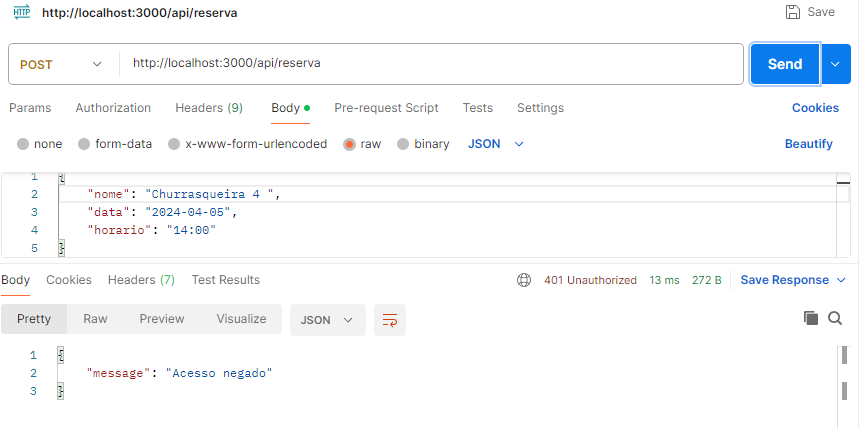 HTTP http://localhost:3000/api/reserva Save
POST http://localhost:3000/api/reserva Send
Params Authorization Headers (9) Body Pre-request Script Tests Settings Cookies
none form-data x-www-form-urlencoded raw binary JSON Beautify
1 {
2 "nome": "Churrasqueira 4 ",
3 "data": "2024-04-05",
4 "horario": "14:00"
5 }
Body Cookies Headers (7) Test Results 401 Unauthorized 13 ms 272 B Save Response
Pretty Raw Preview Visualize JSON
1 {
2 "message": "Acesso negado"
3 }